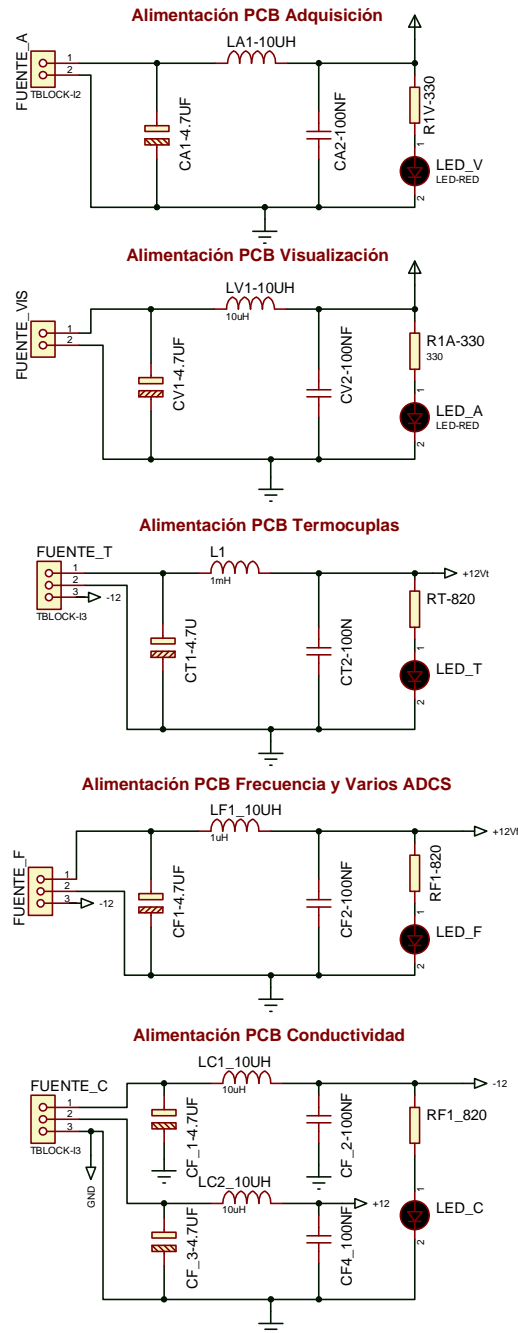 Alimentación PCB Adquisición
FUENTE_A
1
2
TBLOCK-I2
LA1-10UH
CA1-4.7UF
CA2-100NF
R1V-330
1
LED_V
LED-RED
2
Alimentación PCB Visualización
FUENTE_VIS
1
2
LV1-10UH
10uH
CV1-4.7UF
CV2-100NF
R1A-330
330
1
LED_A
LED-RED
2
Alimentación PCB Termocuplas
FUENTE_T
1
2
3
-12
TBLOCK-I3
L1
1mH
CT1-4.7U
CT2-100N
+12Vt
RT-820
1
LED_T
2
Alimentación PCB Frecuencia y Varios ADCS
FUENTE_F
1
2
3
-12
LF1_10UH
1uH
CF1-4.7UF
CF2-100NF
+12Vf
RF1-820
1
LED_F
2
Alimentación PCB Conductividad
FUENTE_C
1
2
3
TBLOCK-I3
GND
LC1_10UH
10uH
CF_1-4.7UF
CF_2-100NF
-12
RF1_820
LC2_10UH
10uH
+12
CF_3-4.7UF
CF4_100NF
1
LED_C
2